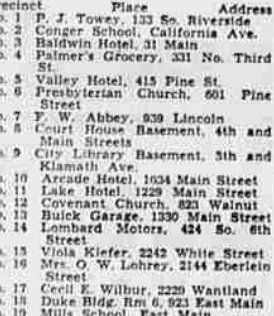 recinct Place Address
o. 1 P. J. Towey, 133 So. Riverside
o. 2 Conger School, California Ave.
o. 3 Baldwin Hotel, 31 Main
o. 4 Palmer's Grocery, 331 No. Third
St.
o. 5 Valley Hotel, 415 Pine St.
o. 6 Presbyterian Church, 601 Pine
Street
o. 7 F. W. Abbey, 939 Lincoln
o. 8 Court House Basement, 4th and
Main Streets
o. 9 City Library Basement, 5th and
Klamath Ave.
o. 10 Arcade Hotel, 1034 Main Street
o. 11 Lake Hotel, 1229 Main Street
o. 12 Covenant Church, 823 Walnut
o. 13 Buick Garage, 1330 Main Street
o. 14 Lombard Motors, 424 So. 6th
Street
o. 15 Viola Kiefer, 2242 White Street
o. 16 Mrs. O. W. Lohrey, 2144 Eberlein
Street
o. 17 Cecil E. Wilbur, 2229 Wantland
o. 18 Duke Bldg. Rm 6, 923 East Main
o. 19 Mills School, East Main